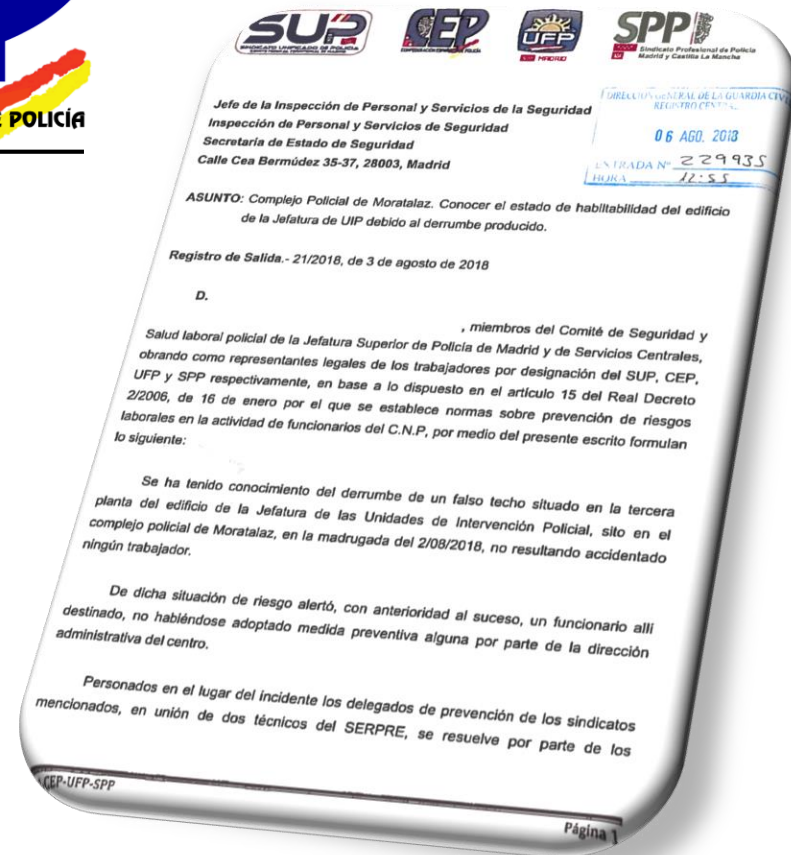 SUP
SINDICATO UNIFICADO DE POLICÍA
CEP
CONFEDERACIÓN ESPAÑOLA DE POLICÍA
UFP
MADRID
SPP
Sindicato Profesional de Policía
Madrid y Castilla La Mancha
E POLICÍA
DIRECCIÓN GENERAL DE LA GUARDIA CIVI
REGISTRO CENTRAL
06 AGO. 2018
ENTRADA Nº 229935
HORA 12:55
Jefe de la Inspección de Personal y Servicios de la Seguridad
Inspección de Personal y Servicios de Seguridad
Secretaría de Estado de Seguridad
Calle Cea Bermúdez 35-37, 28003, Madrid
ASUNTO: Complejo Policial de Moratalaz. Conocer el estado de habiltabilidad del edificio
de la Jefatura de UIP debido al derrumbe producido.
Registro de Salida.- 21/2018, de 3 de agosto de 2018
D.
, miembros del Comité de Seguridad y
Salud laboral policial de la Jefatura Superior de Policía de Madrid y de Servicios Centrales,
obrando como representantes legales de los trabajadores por designación del SUP, CEP,
UFP y SPP respectivamente, en base a lo dispuesto en el artículo 15 del Real Decreto
2/2006, de 16 de enero por el que se establece normas sobre prevención de riesgos
laborales en la actividad de funcionarios del C.N.P, por medio del presente escrito formulan
lo siguiente:
Se ha tenido conocimiento del derrumbe de un falso techo situado en la tercera
planta del edificio de la Jefatura de las Unidades de Intervención Policial, sito en el
complejo policial de Moratalaz, en la madrugada del 2/08/2018, no resultando accidentado
ningún trabajador.
De dicha situación de riesgo alertó, con anterioridad al suceso, un funcionario allí
destinado, no habiéndose adoptado medida preventiva alguna por parte de la dirección
administrativa del centro.
Personados en el lugar del incidente los delegados de prevención de los sindicatos
mencionados, en unión de dos técnicos del SERPRE, se resuelve por parte de los
CEP-UFP-SPP
Página 1